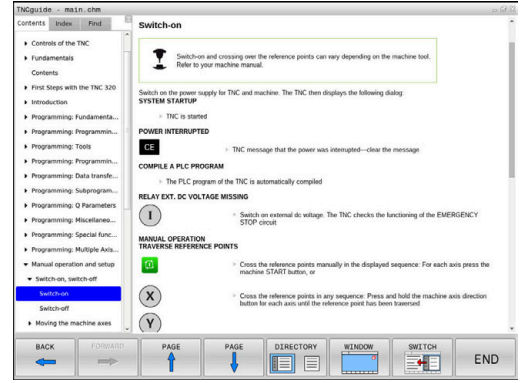 TNCguide - main.chm
Contents Index Find
Controls of the TNC
Fundamentals
Contents
First Steps with the TNC 320
Introduction
Programming: Fundamenta...
Programming: Programmin...
Programming: Tools
Programming: Programmin...
Programming: Data transfe...
Programming: Subprogram...
Programming: Q Parameters
Programming: Miscellaneo...
Programming: Special func...
Programming: Multiple Axis...
Manual operation and setup
Switch-on, switch-off
Switch-on
Switch-off
Moving the machine axes
Switch-on
Switch-on and crossing over the reference points can vary depending on the machine tool.
Refer to your machine manual.
Switch on the power supply for TNC and machine. The TNC then displays the following dialog:
SYSTEM STARTUP
TNC is started
POWER INTERRUPTED
CE
TNC message that the power was interrupted—clear the message
COMPILE A PLC PROGRAM
The PLC program of the TNC is automatically compiled
RELAY EXT. DC VOLTAGE MISSING
I
Switch on external dc voltage. The TNC checks the functioning of the EMERGENCY
STOP circuit
MANUAL OPERATION
TRAVERSE REFERENCE POINTS
Cross the reference points manually in the displayed sequence: For each axis press the
machine START button, or
X
Cross the reference points in any sequence: Press and hold the machine axis direction
button for each axis until the reference point has been traversed
Y
BACK FORWARD PAGE PAGE DIRECTORY WINDOW SWITCH END